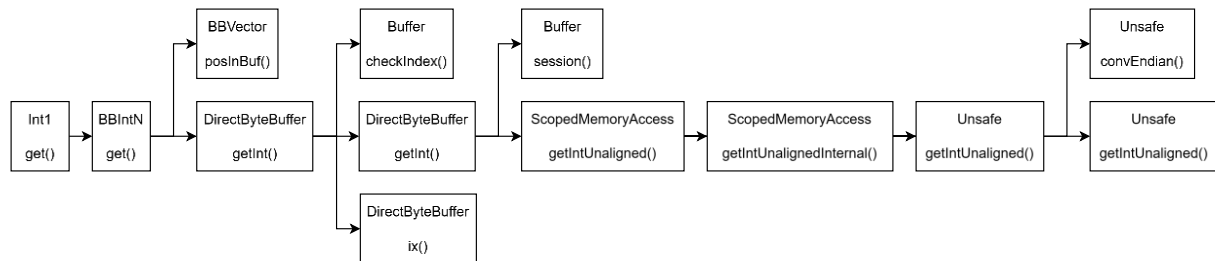 BBVector
posInBuf()
Buffer
checkIndex()
Buffer
session()
Unsafe
convEndian()
Int1
get()
BBIntN
get()
DirectByteBuffer
getInt()
DirectByteBuffer
getInt()
ScopedMemoryAccess
getIntUnaligned()
ScopedMemoryAccess
getIntUnalignedInternal()
Unsafe
getIntUnaligned()
Unsafe
getIntUnaligned()
DirectByteBuffer
ix()